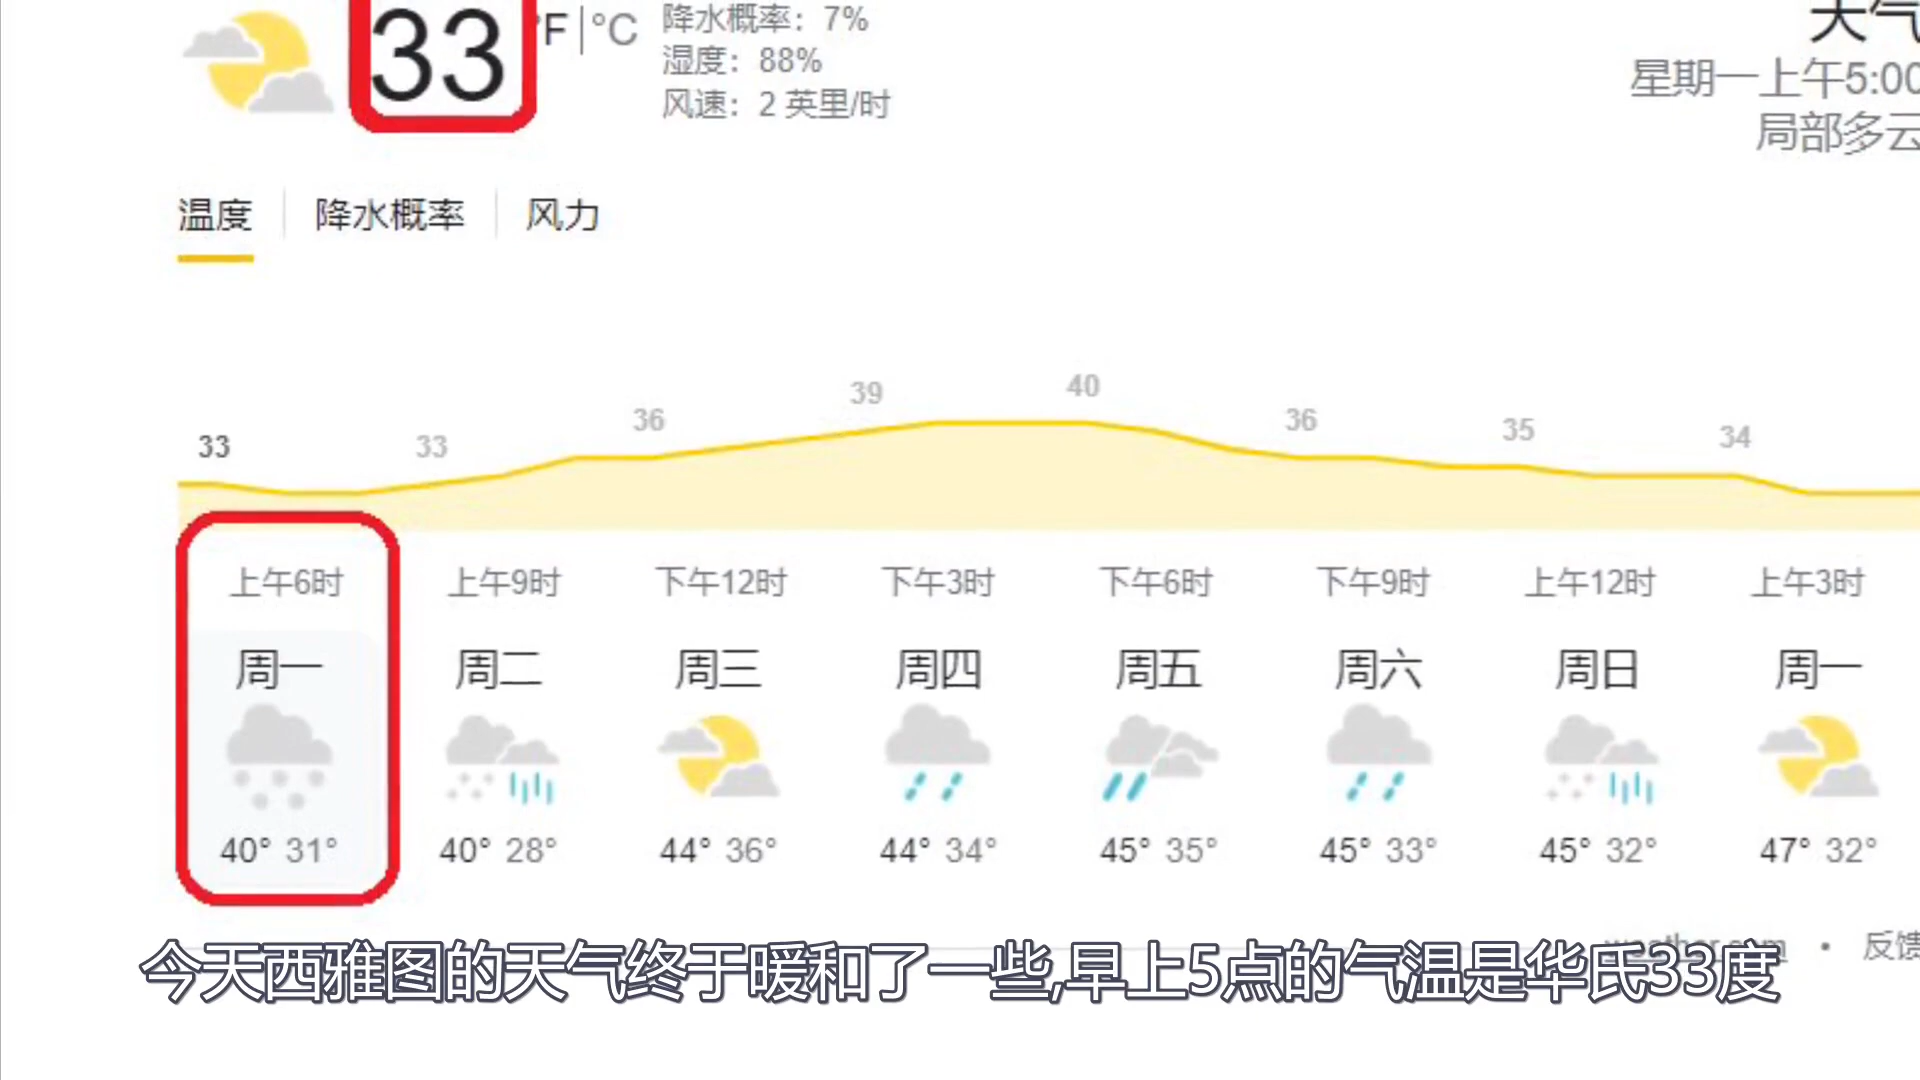 33 °F | °C
降水概率：7%
湿度：88%
风速：2 英里/时
天气
星期一上午5:00
局部多云
温度 降水概率 风力
33 33 36 39 40 36 35 34
上午6时 上午9时 下午12时 下午3时 下午6时 下午9时 上午12时 上午3时
周一 周二 周三 周四 周五 周六 周日 周一
40° 31° 40° 28° 44° 36° 44° 34° 45° 35° 45° 33° 45° 32° 47° 32°
weather.com • 反馈
今天西雅图的天气终于暖和了一些,早上5点的气温是华氏33度